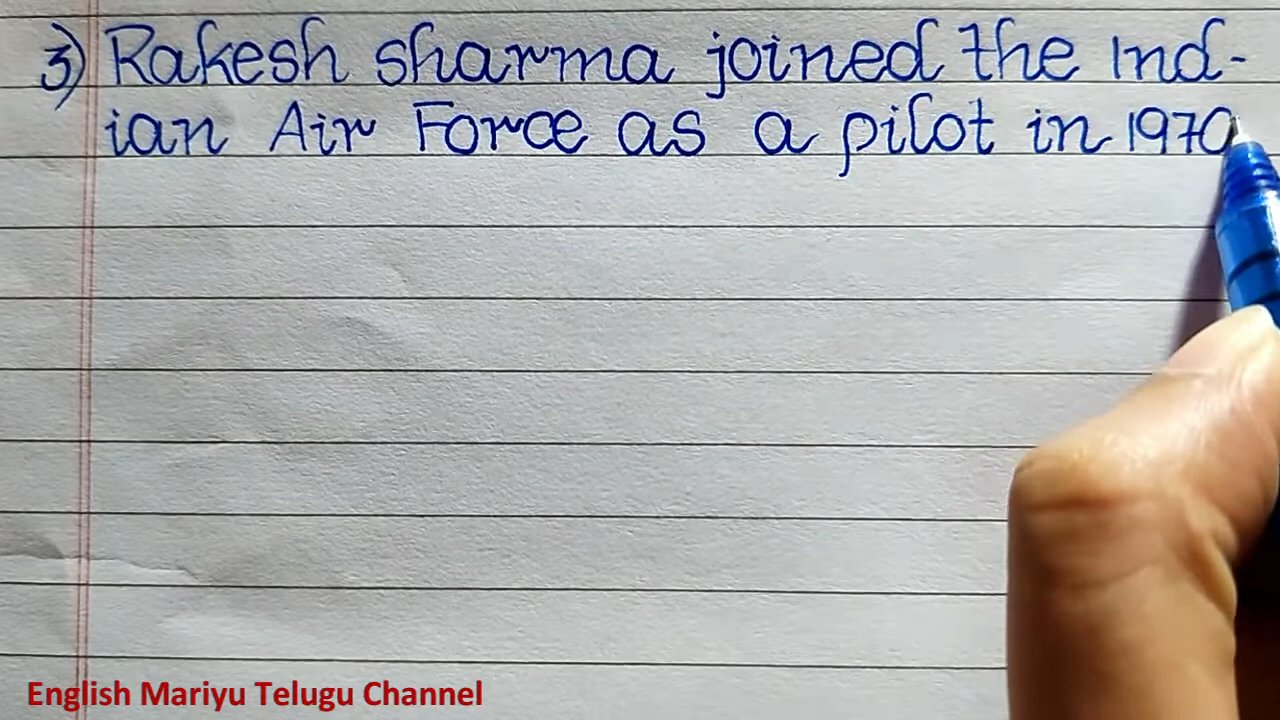 3) Rakesh sharma joined the Ind-
ian Air Force as a pilot in 1970
English Mariyu Telugu Channel